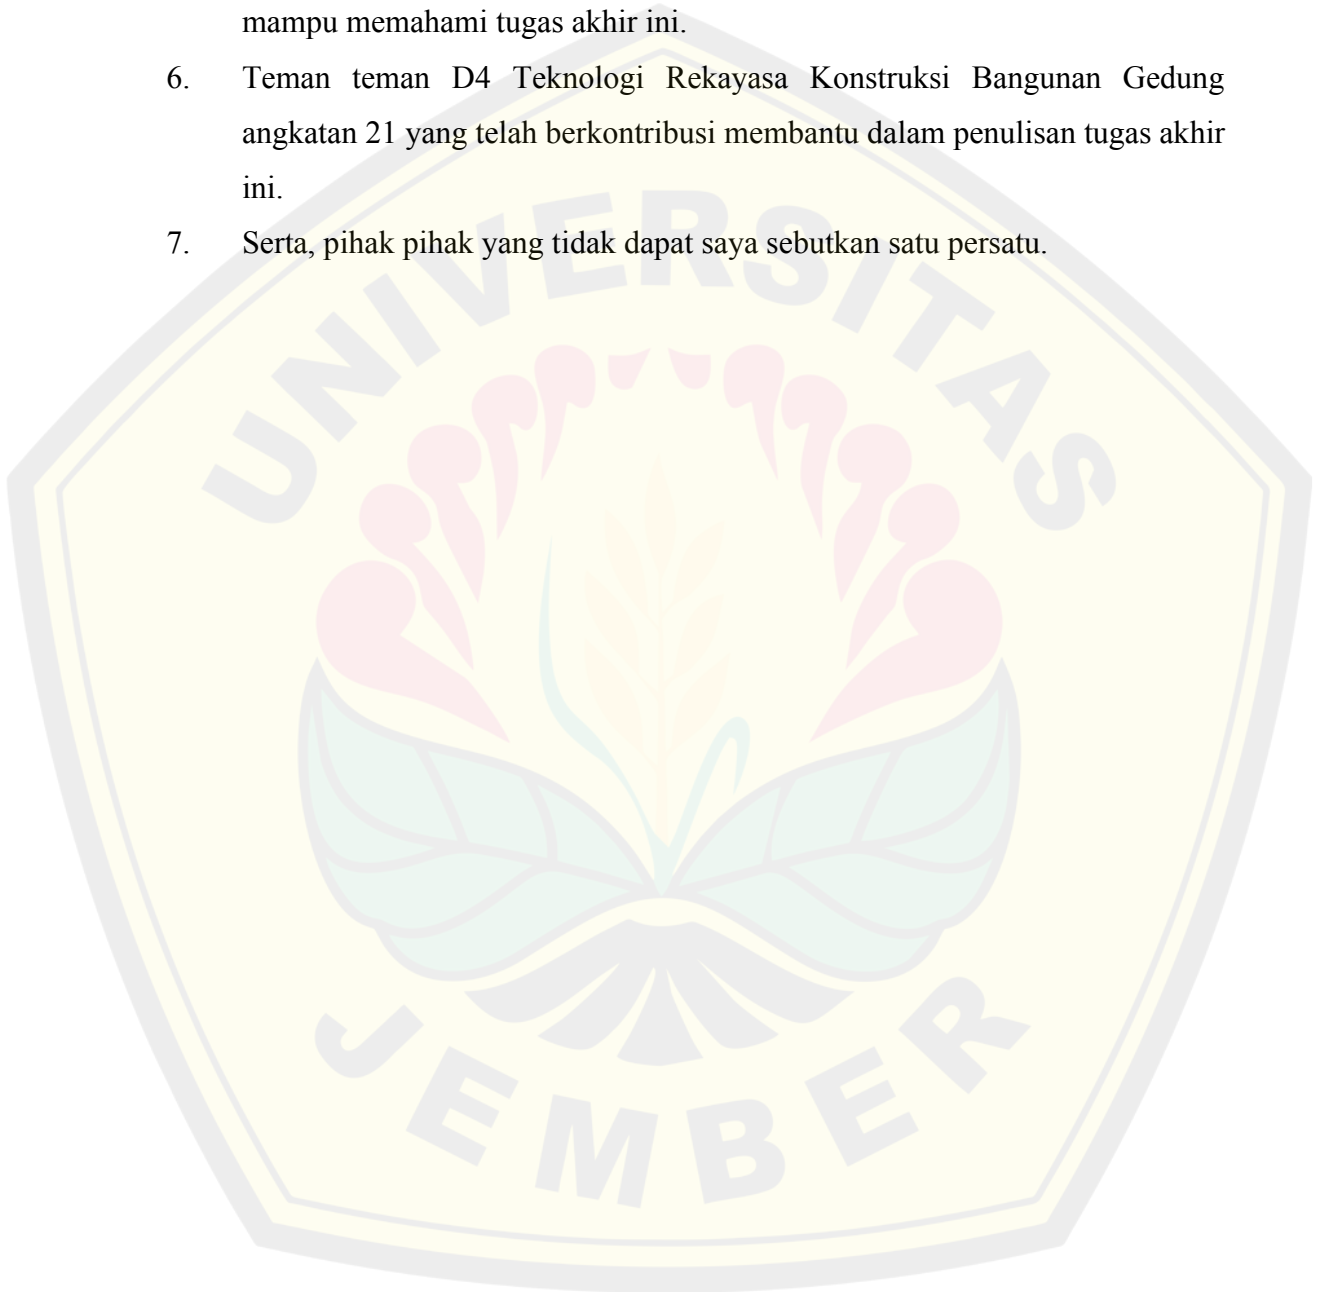 mampu memahami tugas akhir ini.
6. Teman teman D4 Teknologi Rekayasa Konstruksi Bangunan Gedung
angkatan 21 yang telah berkontribusi membantu dalam penulisan tugas akhir
ini.
7. Serta, pihak pihak yang tidak dapat saya sebutkan satu persatu.
UNIVERSITAS
JEMBER